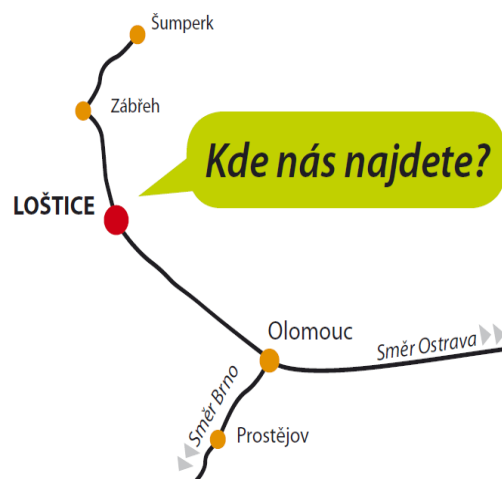 Šumperk
Zábřeh
Kde nás najdete?
LOŠTICE
Olomouc
Směr Ostrava
Směr Brno
Prostějov